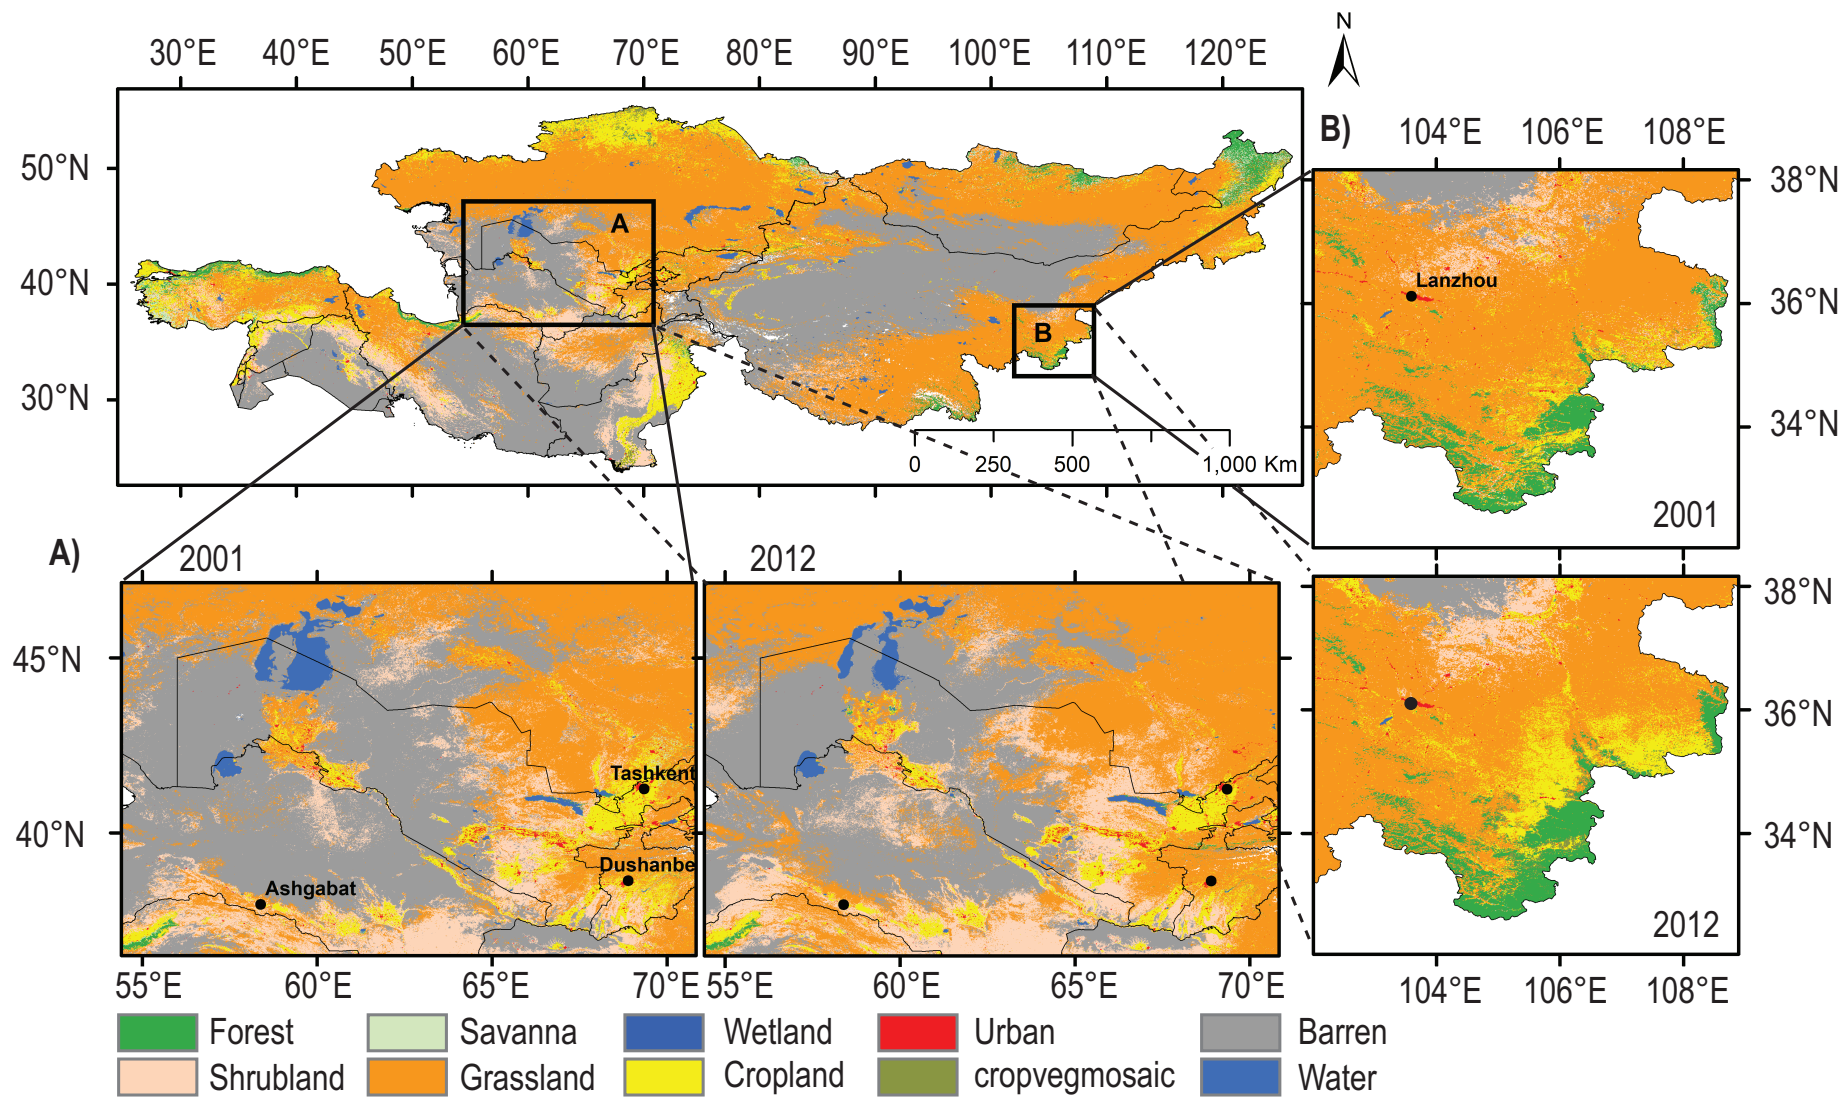 N
30°E 40°E 50°E 60°E 70°E 80°E 90°E 100°E 110°E 120°E
50°N
40°N
30°N
A
B
0 250 500 1,000 Km
B)
104°E 106°E 108°E
38°N
36°N
34°N
Lanzhou
2001
38°N
36°N
34°N
2012
104°E 106°E 108°E
A)
2001
2012
45°N
40°N
Tashkent
Dushanbe
Ashgabat
55°E 60°E 65°E 70°E 55°E 60°E 65°E 70°E
Forest Savanna Wetland Urban Barren
Shrubland Grassland Cropland cropvegmosaic Water